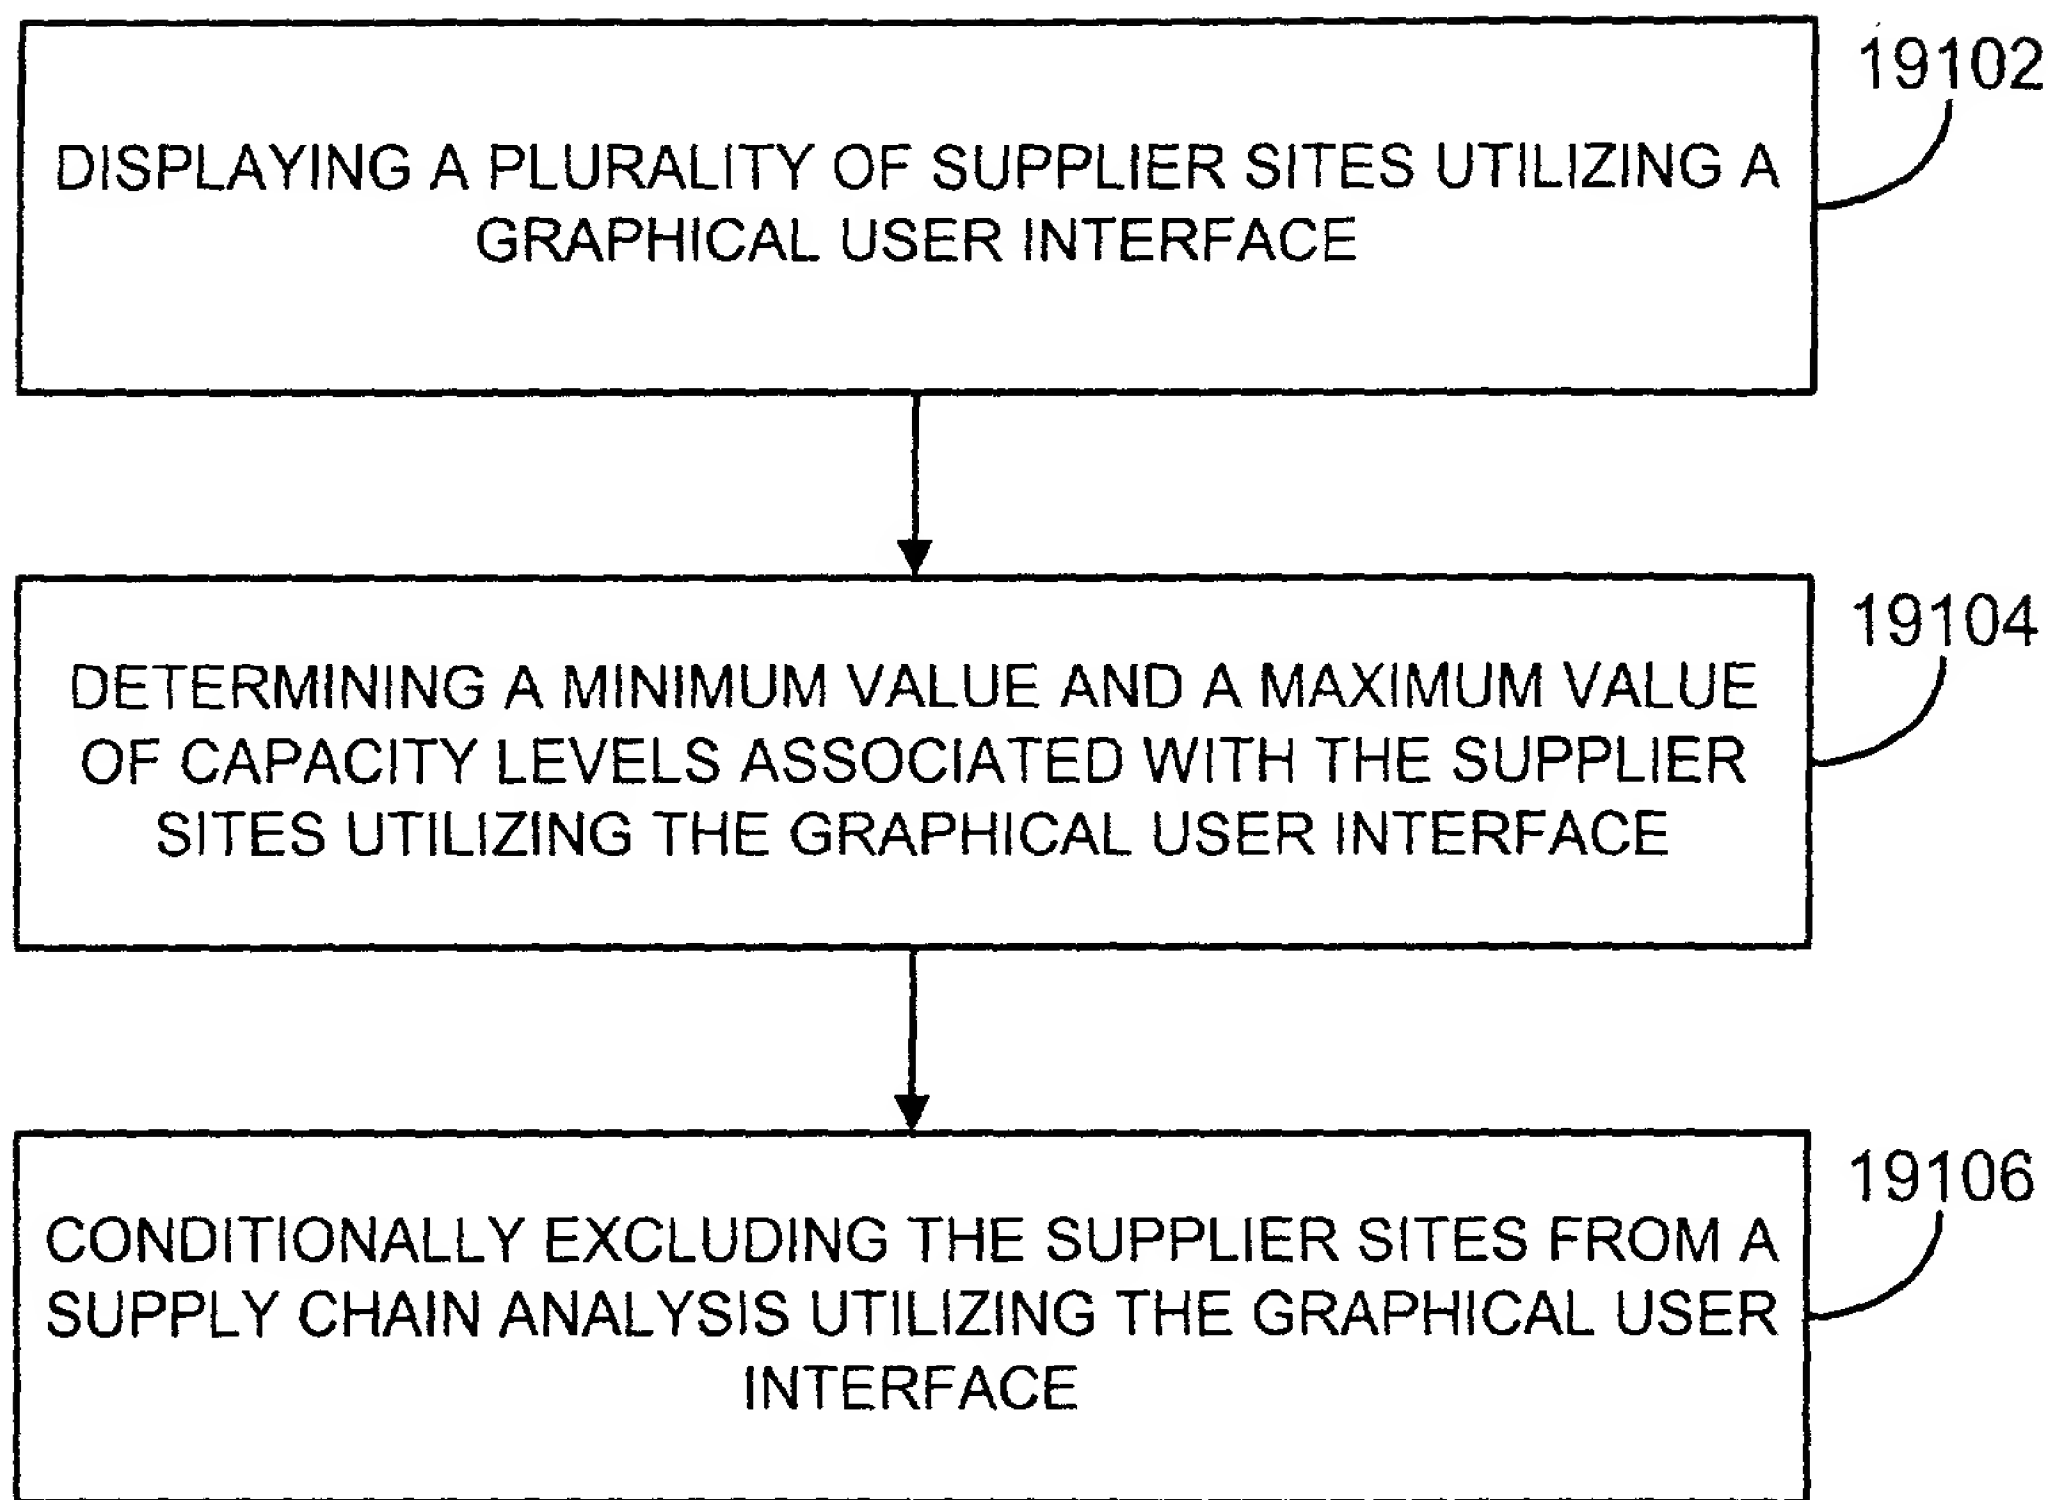 19102
DISPLAYING A PLURALITY OF SUPPLIER SITES UTILIZING A
GRAPHICAL USER INTERFACE
19104
DETERMINING A MINIMUM VALUE AND A MAXIMUM VALUE
OF CAPACITY LEVELS ASSOCIATED WITH THE SUPPLIER
SITES UTILIZING THE GRAPHICAL USER INTERFACE
19106
CONDITIONALLY EXCLUDING THE SUPPLIER SITES FROM A
SUPPLY CHAIN ANALYSIS UTILIZING THE GRAPHICAL USER
INTERFACE